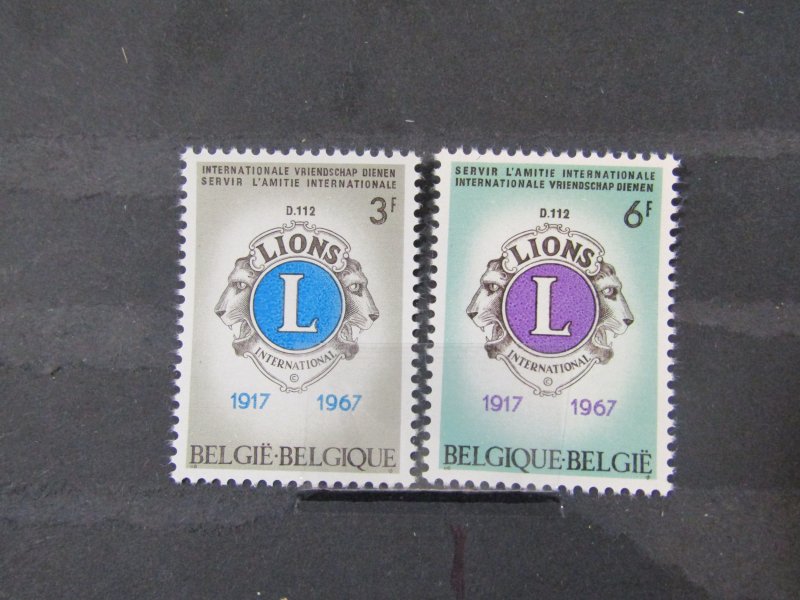 INTERNATIONALE VRIENDSCHAP DIENEN
SERVIR L'AMITIE INTERNATIONALE
D.112
3F
LIONS
L
INTERNATIONAL
©
1917 1967
BELGIË·BELGIQUE
SERVIR L'AMITIE INTERNATIONALE
INTERNATIONALE VRIENDSCHAP DIENEN
D.112
6F
LIONS
L
INTERNATIONAL
©
1917 1967
BELGIQUE·BELGIË